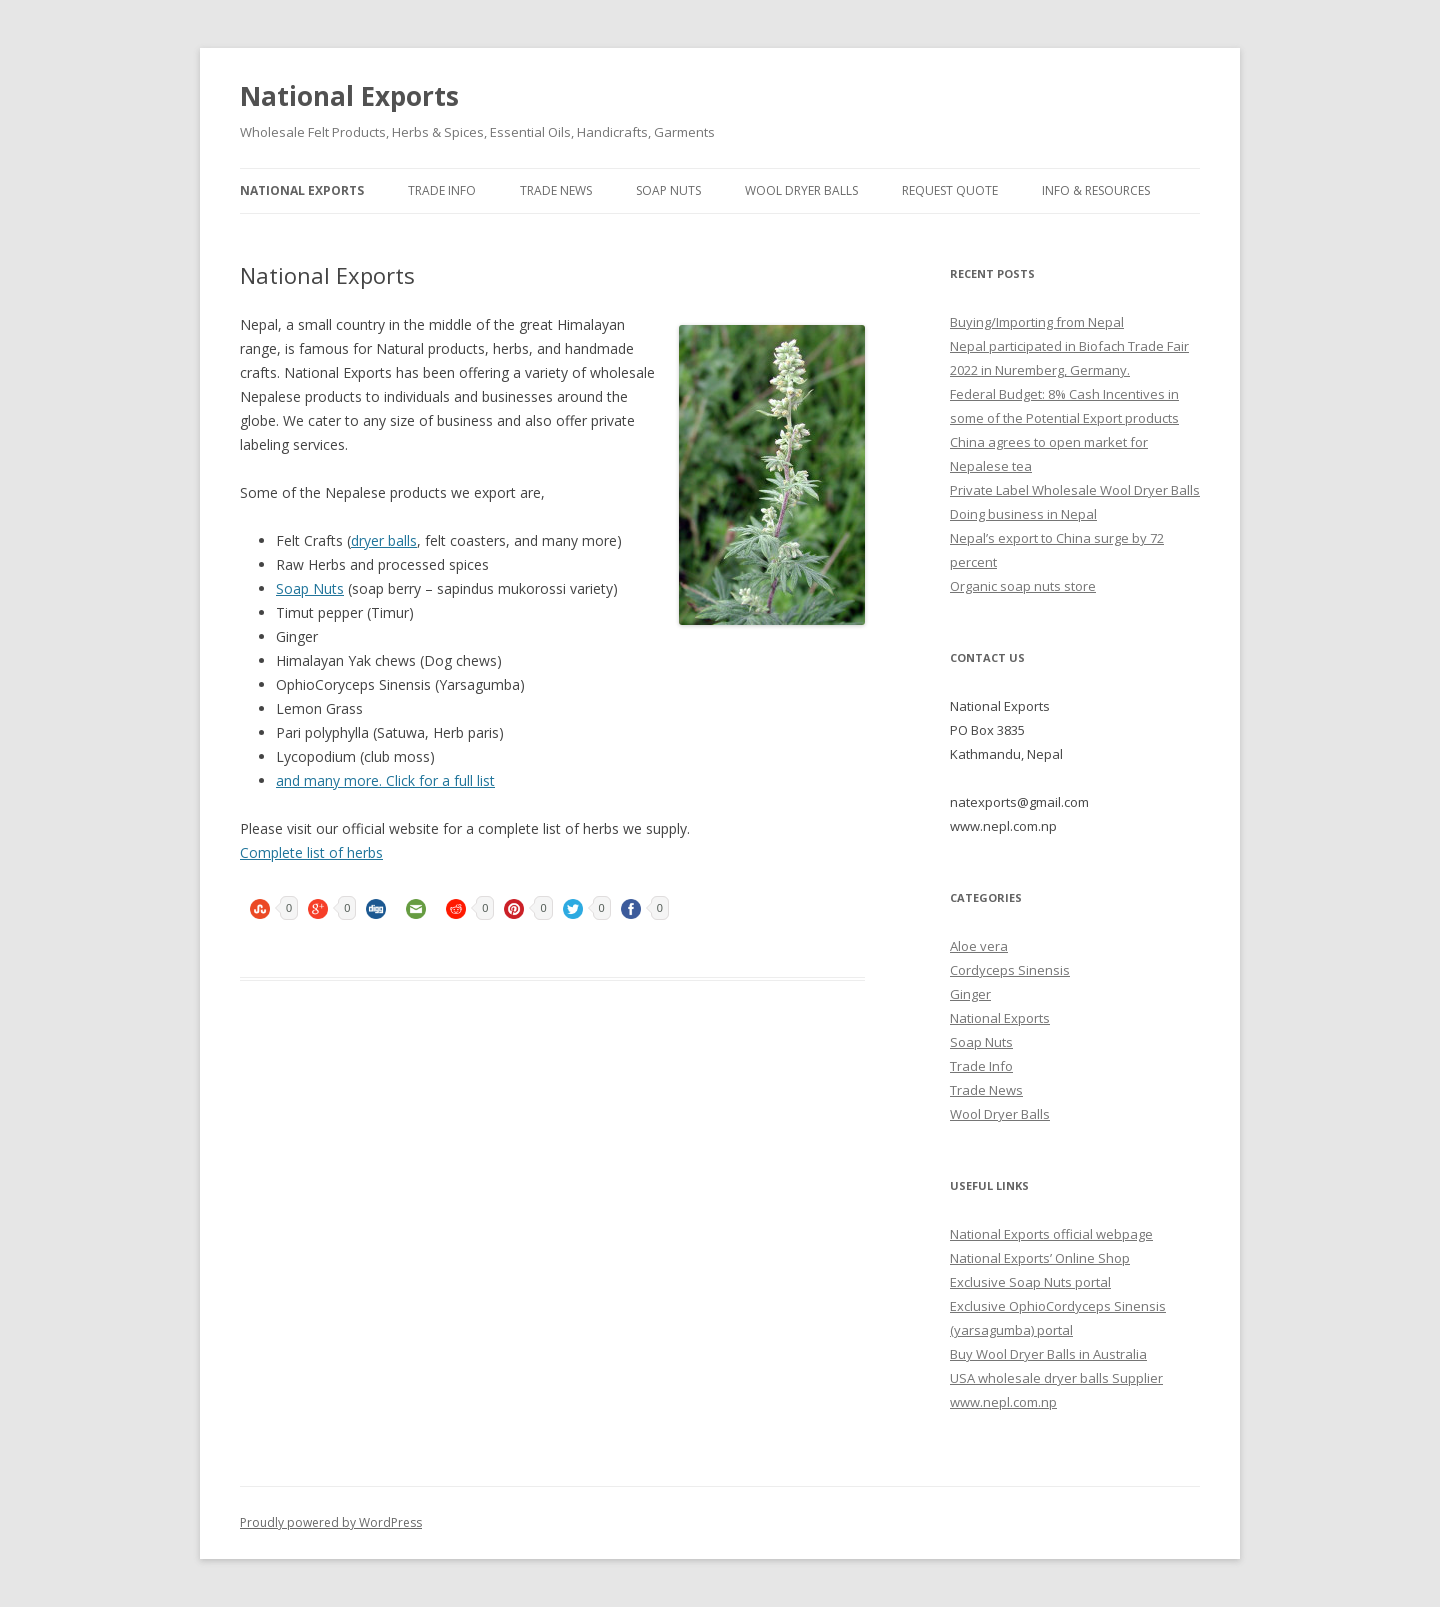 National Exports
Wholesale Felt Products, Herbs & Spices, Essential Oils, Handicrafts, Garments
NATIONAL EXPORTS TRADE INFO TRADE NEWS SOAP NUTS WOOL DRYER BALLS REQUEST QUOTE INFO & RESOURCES
National Exports
Nepal, a small country in the middle of the great Himalayan
range, is famous for Natural products, herbs, and handmade
crafts. National Exports has been offering a variety of wholesale
Nepalese products to individuals and businesses around the
globe. We cater to any size of business and also offer private
labeling services.
Some of the Nepalese products we export are,
• Felt Crafts (dryer balls, felt coasters, and many more)
• Raw Herbs and processed spices
• Soap Nuts (soap berry – sapindus mukorossi variety)
• Timut pepper (Timur)
• Ginger
• Himalayan Yak chews (Dog chews)
• OphioCoryceps Sinensis (Yarsagumba)
• Lemon Grass
• Pari polyphylla (Satuwa, Herb paris)
• Lycopodium (club moss)
• and many more. Click for a full list
Please visit our official website for a complete list of herbs we supply.
Complete list of herbs
0 0 digg 0 0 0 0
RECENT POSTS
Buying/Importing from Nepal
Nepal participated in Biofach Trade Fair
2022 in Nuremberg, Germany.
Federal Budget: 8% Cash Incentives in
some of the Potential Export products
China agrees to open market for
Nepalese tea
Private Label Wholesale Wool Dryer Balls
Doing business in Nepal
Nepal’s export to China surge by 72
percent
Organic soap nuts store
CONTACT US
National Exports
PO Box 3835
Kathmandu, Nepal
natexports@gmail.com
www.nepl.com.np
CATEGORIES
Aloe vera
Cordyceps Sinensis
Ginger
National Exports
Soap Nuts
Trade Info
Trade News
Wool Dryer Balls
USEFUL LINKS
National Exports official webpage
National Exports’ Online Shop
Exclusive Soap Nuts portal
Exclusive OphioCordyceps Sinensis
(yarsagumba) portal
Buy Wool Dryer Balls in Australia
USA wholesale dryer balls Supplier
www.nepl.com.np
Proudly powered by WordPress